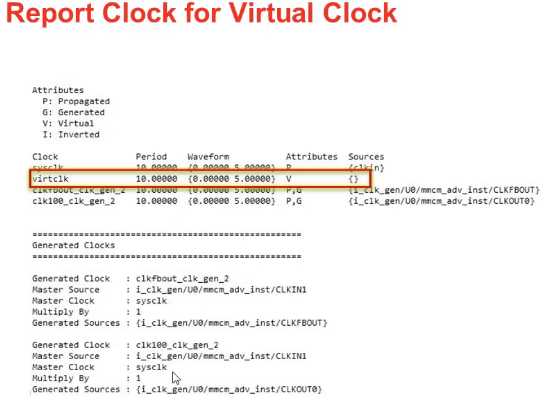 Report Clock for Virtual Clock
Attributes
P: Propagated
G: Generated
V: Virtual
I: Inverted
Clock Period Waveform Attributes Sources
sysclk 10.00000 {0.00000 5.00000} P {clkin}
virtclk 10.00000 {0.00000 5.00000} V {}
clkfbout_clk_gen_2 10.00000 {0.00000 5.00000} P,G {i_clk_gen/U0/mmcm_adv_inst/CLKFBOUT}
clk100_clk_gen_2 10.00000 {0.00000 5.00000} P,G {i_clk_gen/U0/mmcm_adv_inst/CLKOUT0}
====================================================
Generated Clocks
====================================================
Generated Clock : clkfbout_clk_gen_2
Master Source : i_clk_gen/U0/mmcm_adv_inst/CLKIN1
Master Clock : sysclk
Multiply By : 1
Generated Sources : {i_clk_gen/U0/mmcm_adv_inst/CLKFBOUT}
Generated Clock : clk100_clk_gen_2
Master Source : i_clk_gen/U0/mmcm_adv_inst/CLKIN1
Master Clock : sysclk
Multiply By : 1
Generated Sources : {i_clk_gen/U0/mmcm_adv_inst/CLKOUT0}